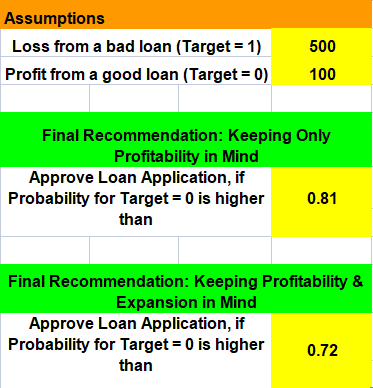 Assumptions
Loss from a bad loan (Target = 1) 500
Profit from a good loan (Target = 0) 100
Final Recommendation: Keeping Only
Profitability in Mind
Approve Loan Application, if
Probability for Target = 0 is higher
than
0.81
Final Recommendation: Keeping Profitability &
Expansion in Mind
Approve Loan Application, if
Probability for Target = 0 is higher
than
0.72